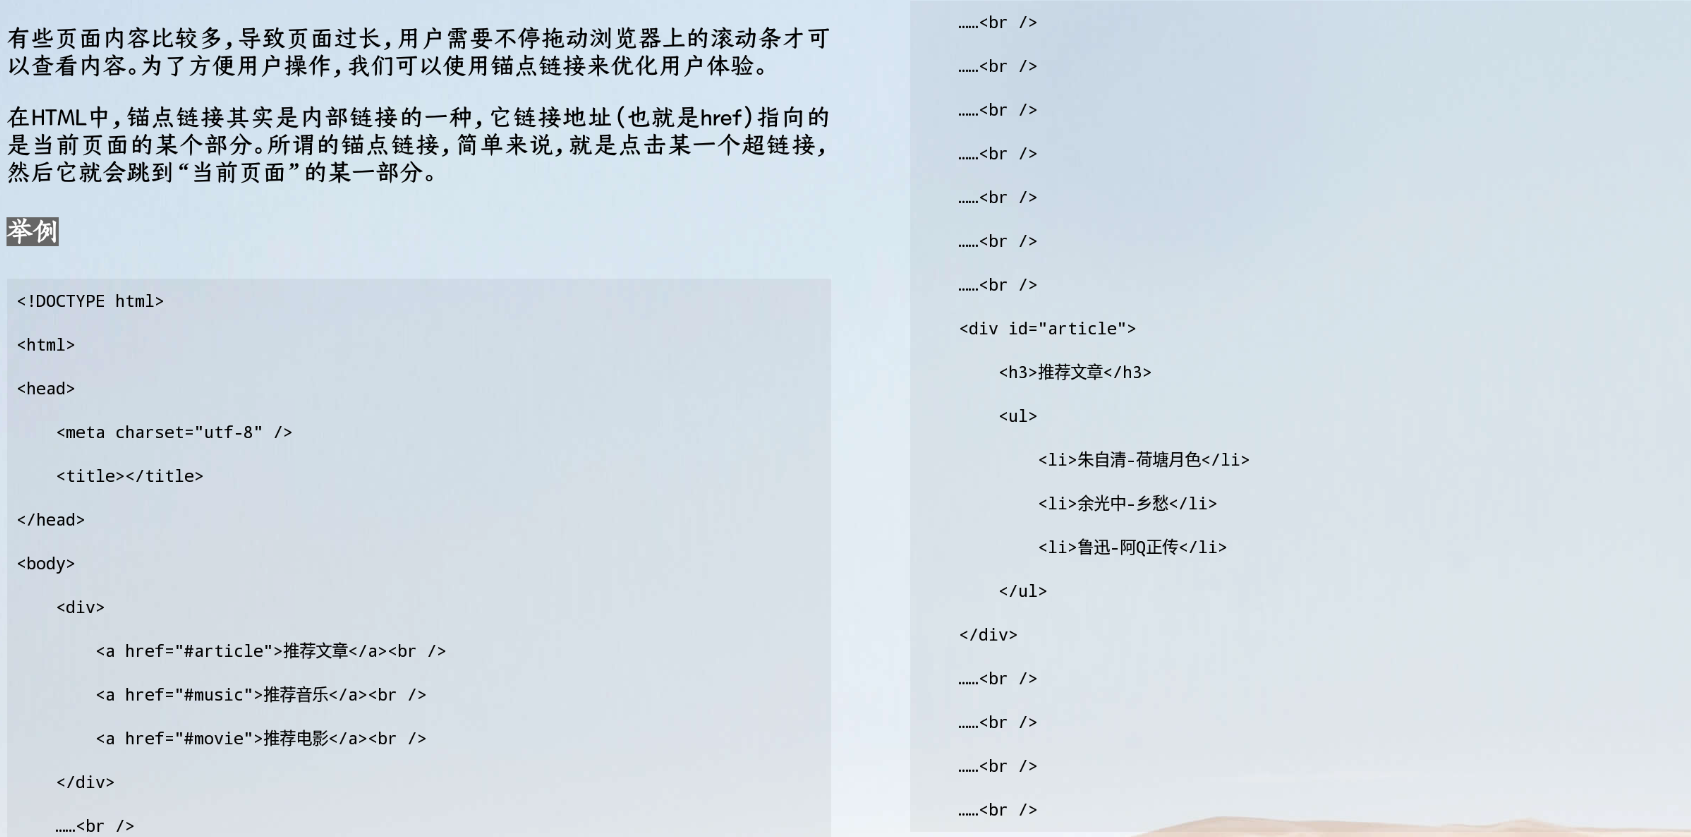 有些页面内容比较多,导致页面过长,用户需要不停拖动浏览器上的滚动条才可
以查看内容。为了方便用户操作,我们可以使用锚点链接来优化用户体验。
在HTML中,锚点链接其实是内部链接的一种,它链接地址(也就是href)指向的
是当前页面的某个部分。所谓的锚点链接,简单来说,就是点击某一个超链接,
然后它就会跳到“当前页面”的某一部分。
举例
<!DOCTYPE html>
<html>
<head>
<meta charset="utf-8" />
<title></title>
</head>
<body>
<div>
<a href="#article">推荐文章</a><br />
<a href="#music">推荐音乐</a><br />
<a href="#movie">推荐电影</a><br />
</div>
……<br />
……<br />
……<br />
……<br />
……<br />
……<br />
……<br />
……<br />
<div id="article">
<h3>推荐文章</h3>
<ul>
<li>朱自清-荷塘月色</li>
<li>余光中-乡愁</li>
<li>鲁迅-阿Q正传</li>
</ul>
</div>
……<br />
……<br />
……<br />
……<br />